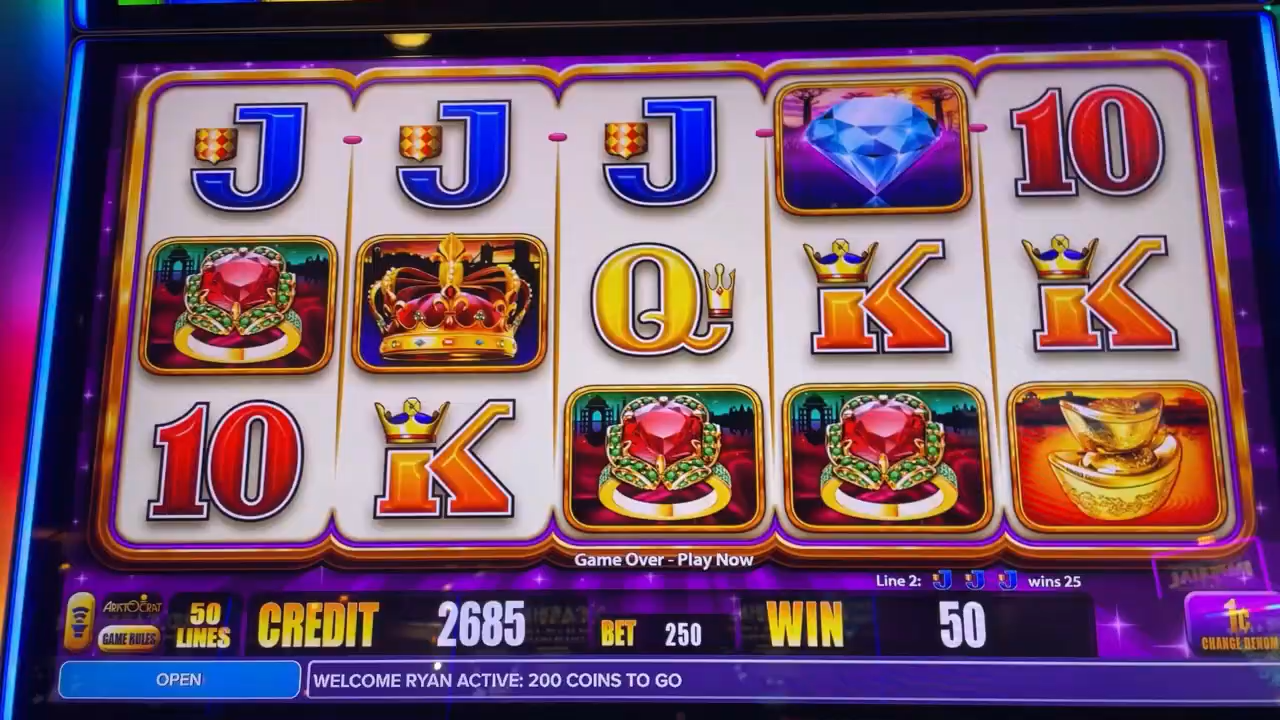 J J J 10
Q K K
10 K
Game Over - Play Now
Line 2: J J J wins 25
ARISTOCRAT
GAME RULES
50
LINES
CREDIT 2685
BET 250
WIN 50
1¢
CHANGE DENOM
OPEN
WELCOME RYAN ACTIVE: 200 COINS TO GO